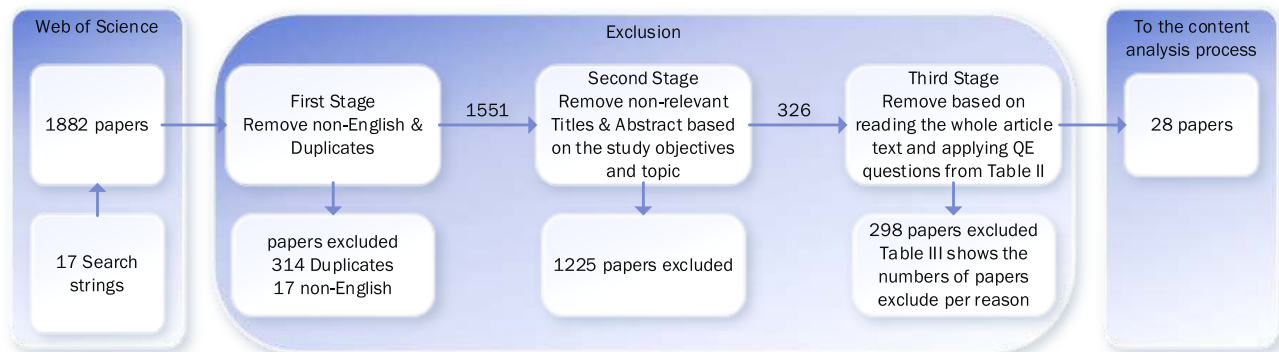 Web of Science
1882 papers
17 Search
strings
Exclusion
First Stage
Remove non-English &
Duplicates
papers excluded
314 Duplicates
17 non-English
1551
Second Stage
Remove non-relevant
Titles & Abstract based
on the study objectives
and topic
1225 papers excluded
326
Third Stage
Remove based on
reading the whole article
text and applying QE
questions from Table II
298 papers excluded
Table III shows the
numbers of papers
exclude per reason
To the content
analysis process
28 papers